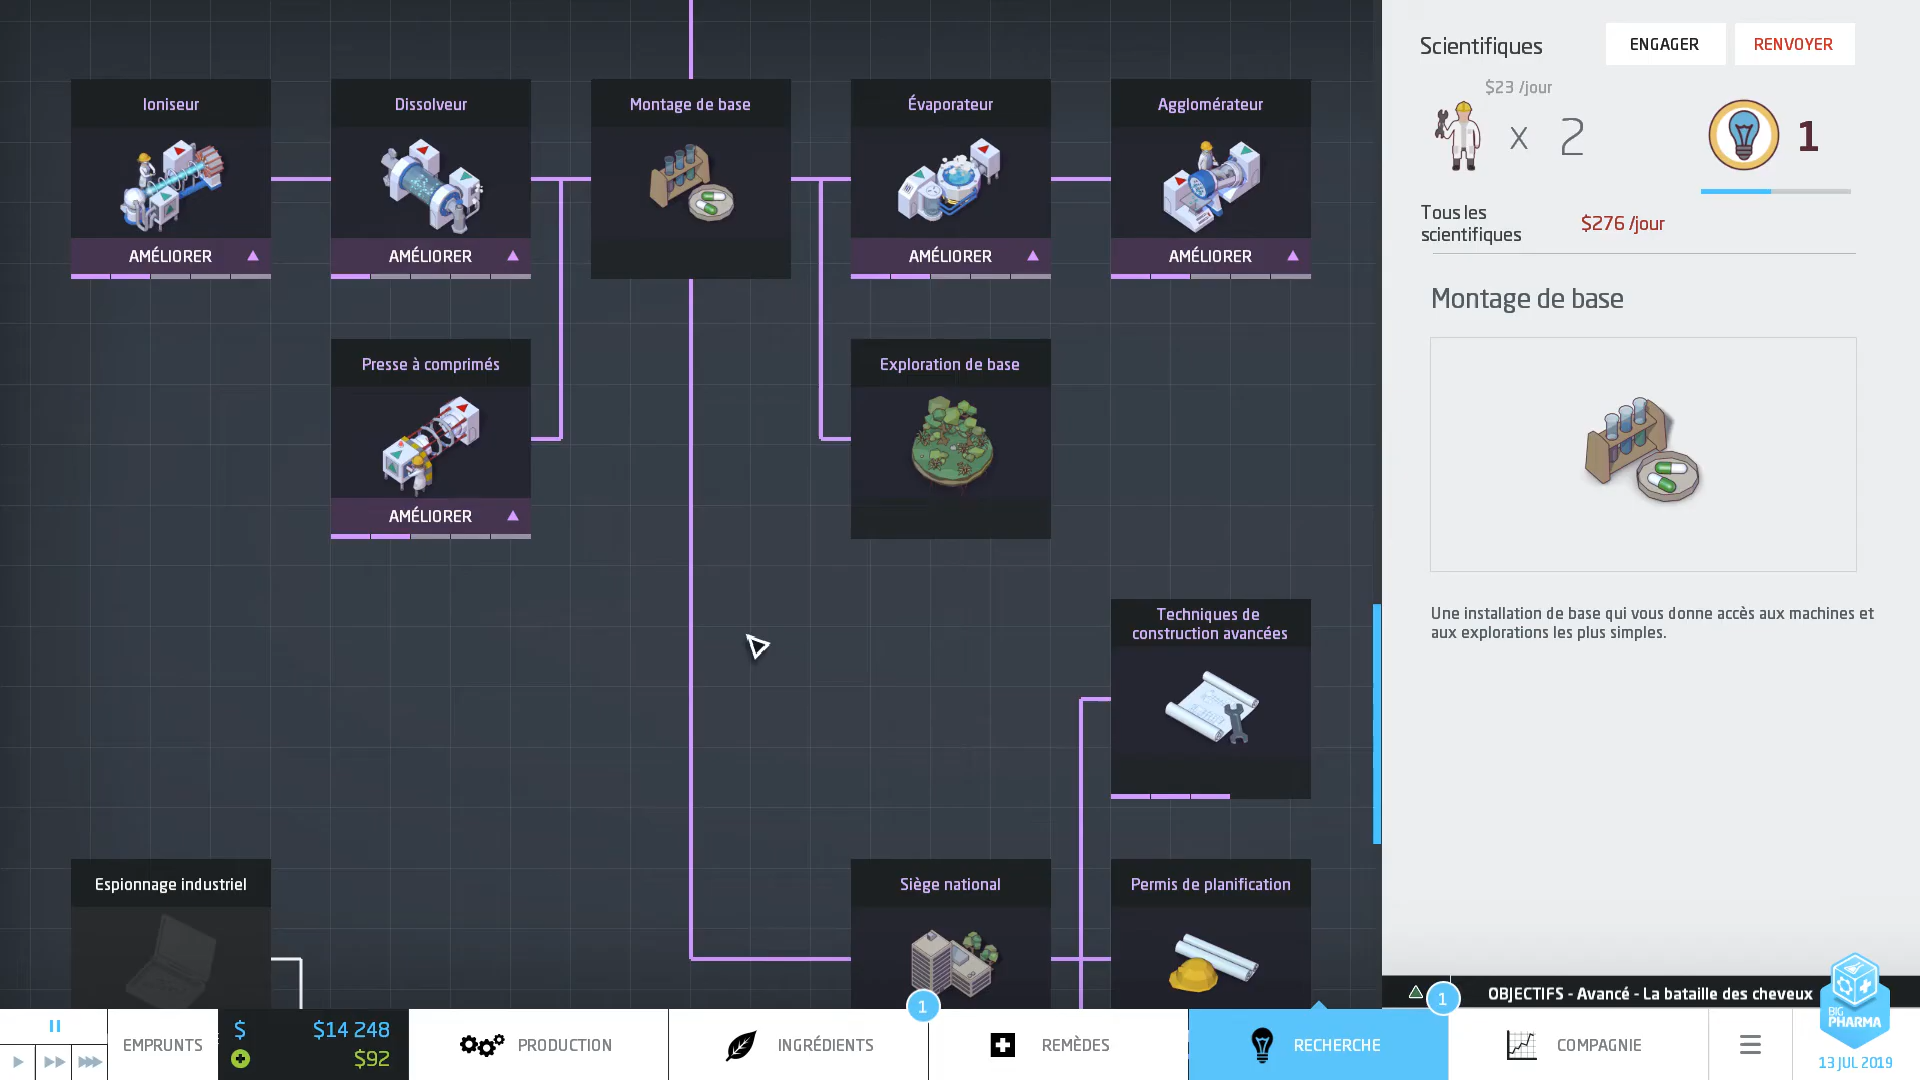 Ioniseur
Dissolveur
Montage de base
Évaporateur
Agglomérateur
AMÉLIORER
AMÉLIORER
AMÉLIORER
AMÉLIORER
Presse à comprimés
Exploration de base
AMÉLIORER
Techniques de
construction avancées
Espionnage industriel
Siège national
Permis de planification
Scientifiques
ENGAGER
RENVOYER
$23 /jour
X 2
1
Tous les
scientifiques
$276 /jour
Montage de base
Une installation de base qui vous donne accès aux machines et
aux explorations les plus simples.
1 OBJECTIFS - Avancé - La bataille des cheveux
BIG
PHARMA
13 JUL 2019
EMPRUNTS
$ $14 248
$92
PRODUCTION
INGRÉDIENTS
1
REMÈDES
RECHERCHE
COMPAGNIE